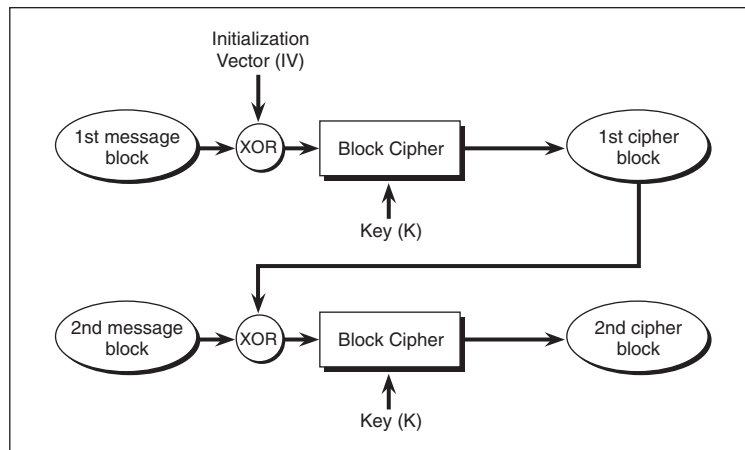 Initialization
Vector (IV)
1st message
block
XOR
Block Cipher
1st cipher
block
Key (K)
2nd message
block
XOR
Block Cipher
2nd cipher
block
Key (K)